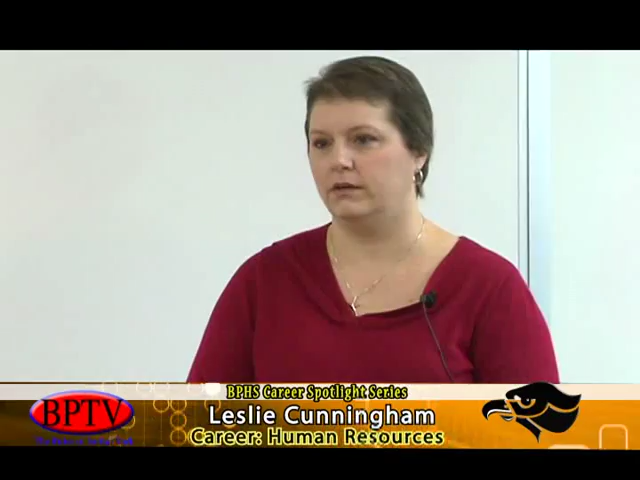 BPHS Career Spotlight Series
BPTV
Leslie Cunningham
Career: Human Resources